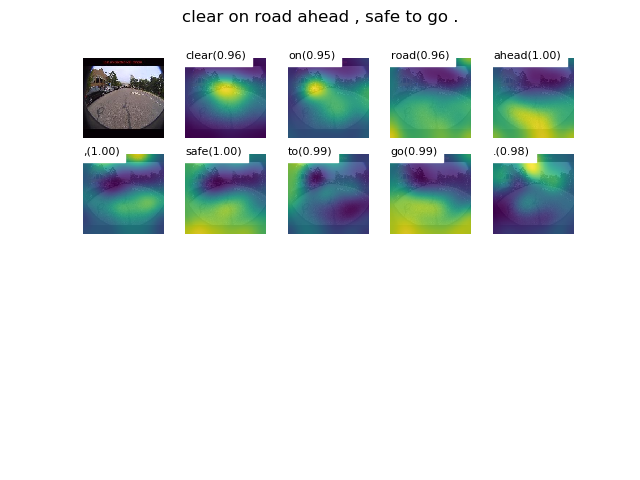 clear on road ahead , safe to go .
clear(0.96) on(0.95) road(0.96) ahead(1.00)
,(1.00) safe(1.00) to(0.99) go(0.99) .(0.98)